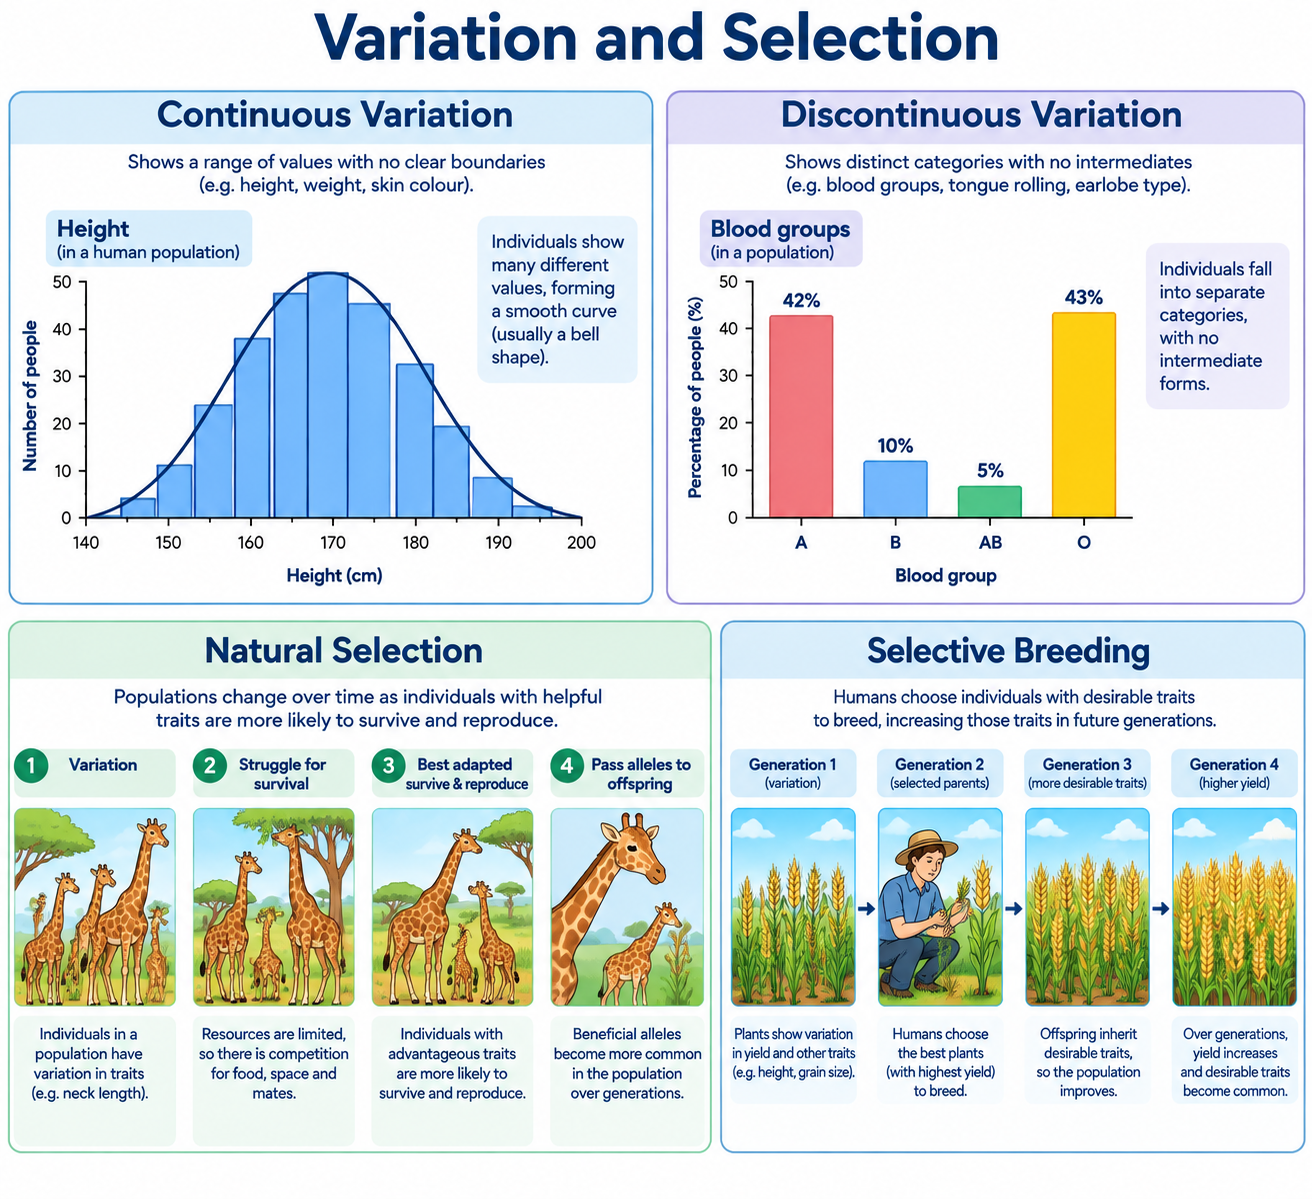 Variation and Selection
Continuous Variation
Shows a range of values with no clear boundaries
(e.g. height, weight, skin colour).
Height
(in a human population)
Individuals show
many different
values, forming
a smooth curve
(usually a bell
shape).
Number of people
50
40
30
20
10
0
140
150
160
170
180
190
200
Height (cm)
Discontinuous Variation
Shows distinct categories with no intermediates
(e.g. blood groups, tongue rolling, earlobe type).
Blood groups
(in a population)
Individuals fall
into separate
categories,
with no
intermediate
forms.
Percentage of people (%)
50
40
30
20
10
0
42%
10%
5%
43%
A
B
AB
O
Blood group
Natural Selection
Populations change over time as individuals with helpful
traits are more likely to survive and reproduce.
1
Variation
Individuals in a
population have
variation in traits
(e.g. neck length).
2
Struggle for
survival
Resources are limited,
so there is competition
for food, space and
mates.
3
Best adapted
survive & reproduce
Individuals with
advantageous traits
are more likely to
survive and reproduce.
4
Pass alleles to
offspring
Beneficial alleles
become more common
in the population
over generations.
Selective Breeding
Humans choose individuals with desirable traits
to breed, increasing those traits in future generations.
Generation 1
(variation)
Plants show variation
in yield and other traits
(e.g. height, grain size).
Generation 2
(selected parents)
Humans choose
the best plants
(with highest yield)
to breed.
Generation 3
(more desirable traits)
Offspring inherit
desirable traits,
so the population
improves.
Generation 4
(higher yield)
Over generations,
yield increases
and desirable traits
become common.